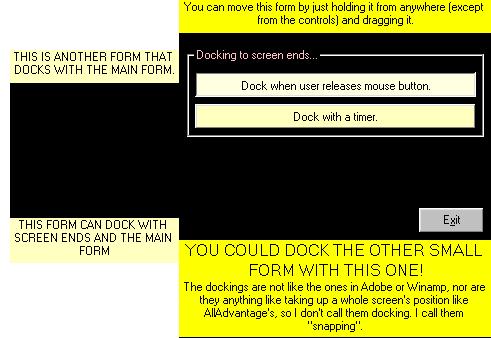 You can move this form by just holding it from anywhere (except
from the controls) and dragging it.
THIS IS ANOTHER FORM THAT
DOCKS WITH THE MAIN FORM.
Docking to screen ends...
Dock when user releases mouse button.
Dock with a timer.
Exit
THIS FORM CAN DOCK WITH
SCREEN ENDS AND THE MAIN
FORM
YOU COULD DOCK THE OTHER SMALL
FORM WITH THIS ONE!
The dockings are not like the ones in Adobe or Winamp, nor are
they anything like taking up a whole screen's position like
AllAdvantage's, so I don't call them docking. I call them
"snapping".